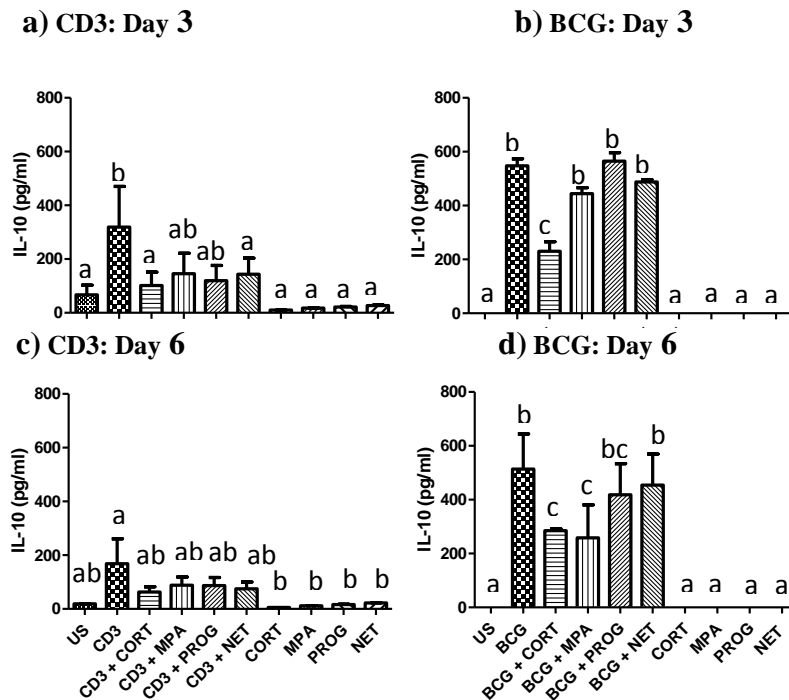 a) CD3: Day 3
b) BCG: Day 3
IL-10 (pg/ml)
800
600
400
200
0
a
b
a
ab
ab
a
a
a
a
a
IL-10 (pg/ml)
800
600
400
200
0
a
b
c
b
b
b
a
a
a
a
c) CD3: Day 6
d) BCG: Day 6
IL-10 (pg/ml)
800
600
400
200
0
ab
a
ab
ab
ab
ab
b
b
b
b
US
CD3
CD3 + CORT
CD3 + MPA
CD3 + PROG
CD3 + NET
CORT
MPA
PROG
NET
IL-10 (pg/ml)
800
600
400
200
0
a
b
c
c
bc
b
a
a
a
a
US
BCG
BCG + CORT
BCG + MPA
BCG + PROG
BCG + NET
CORT
MPA
PROG
NET